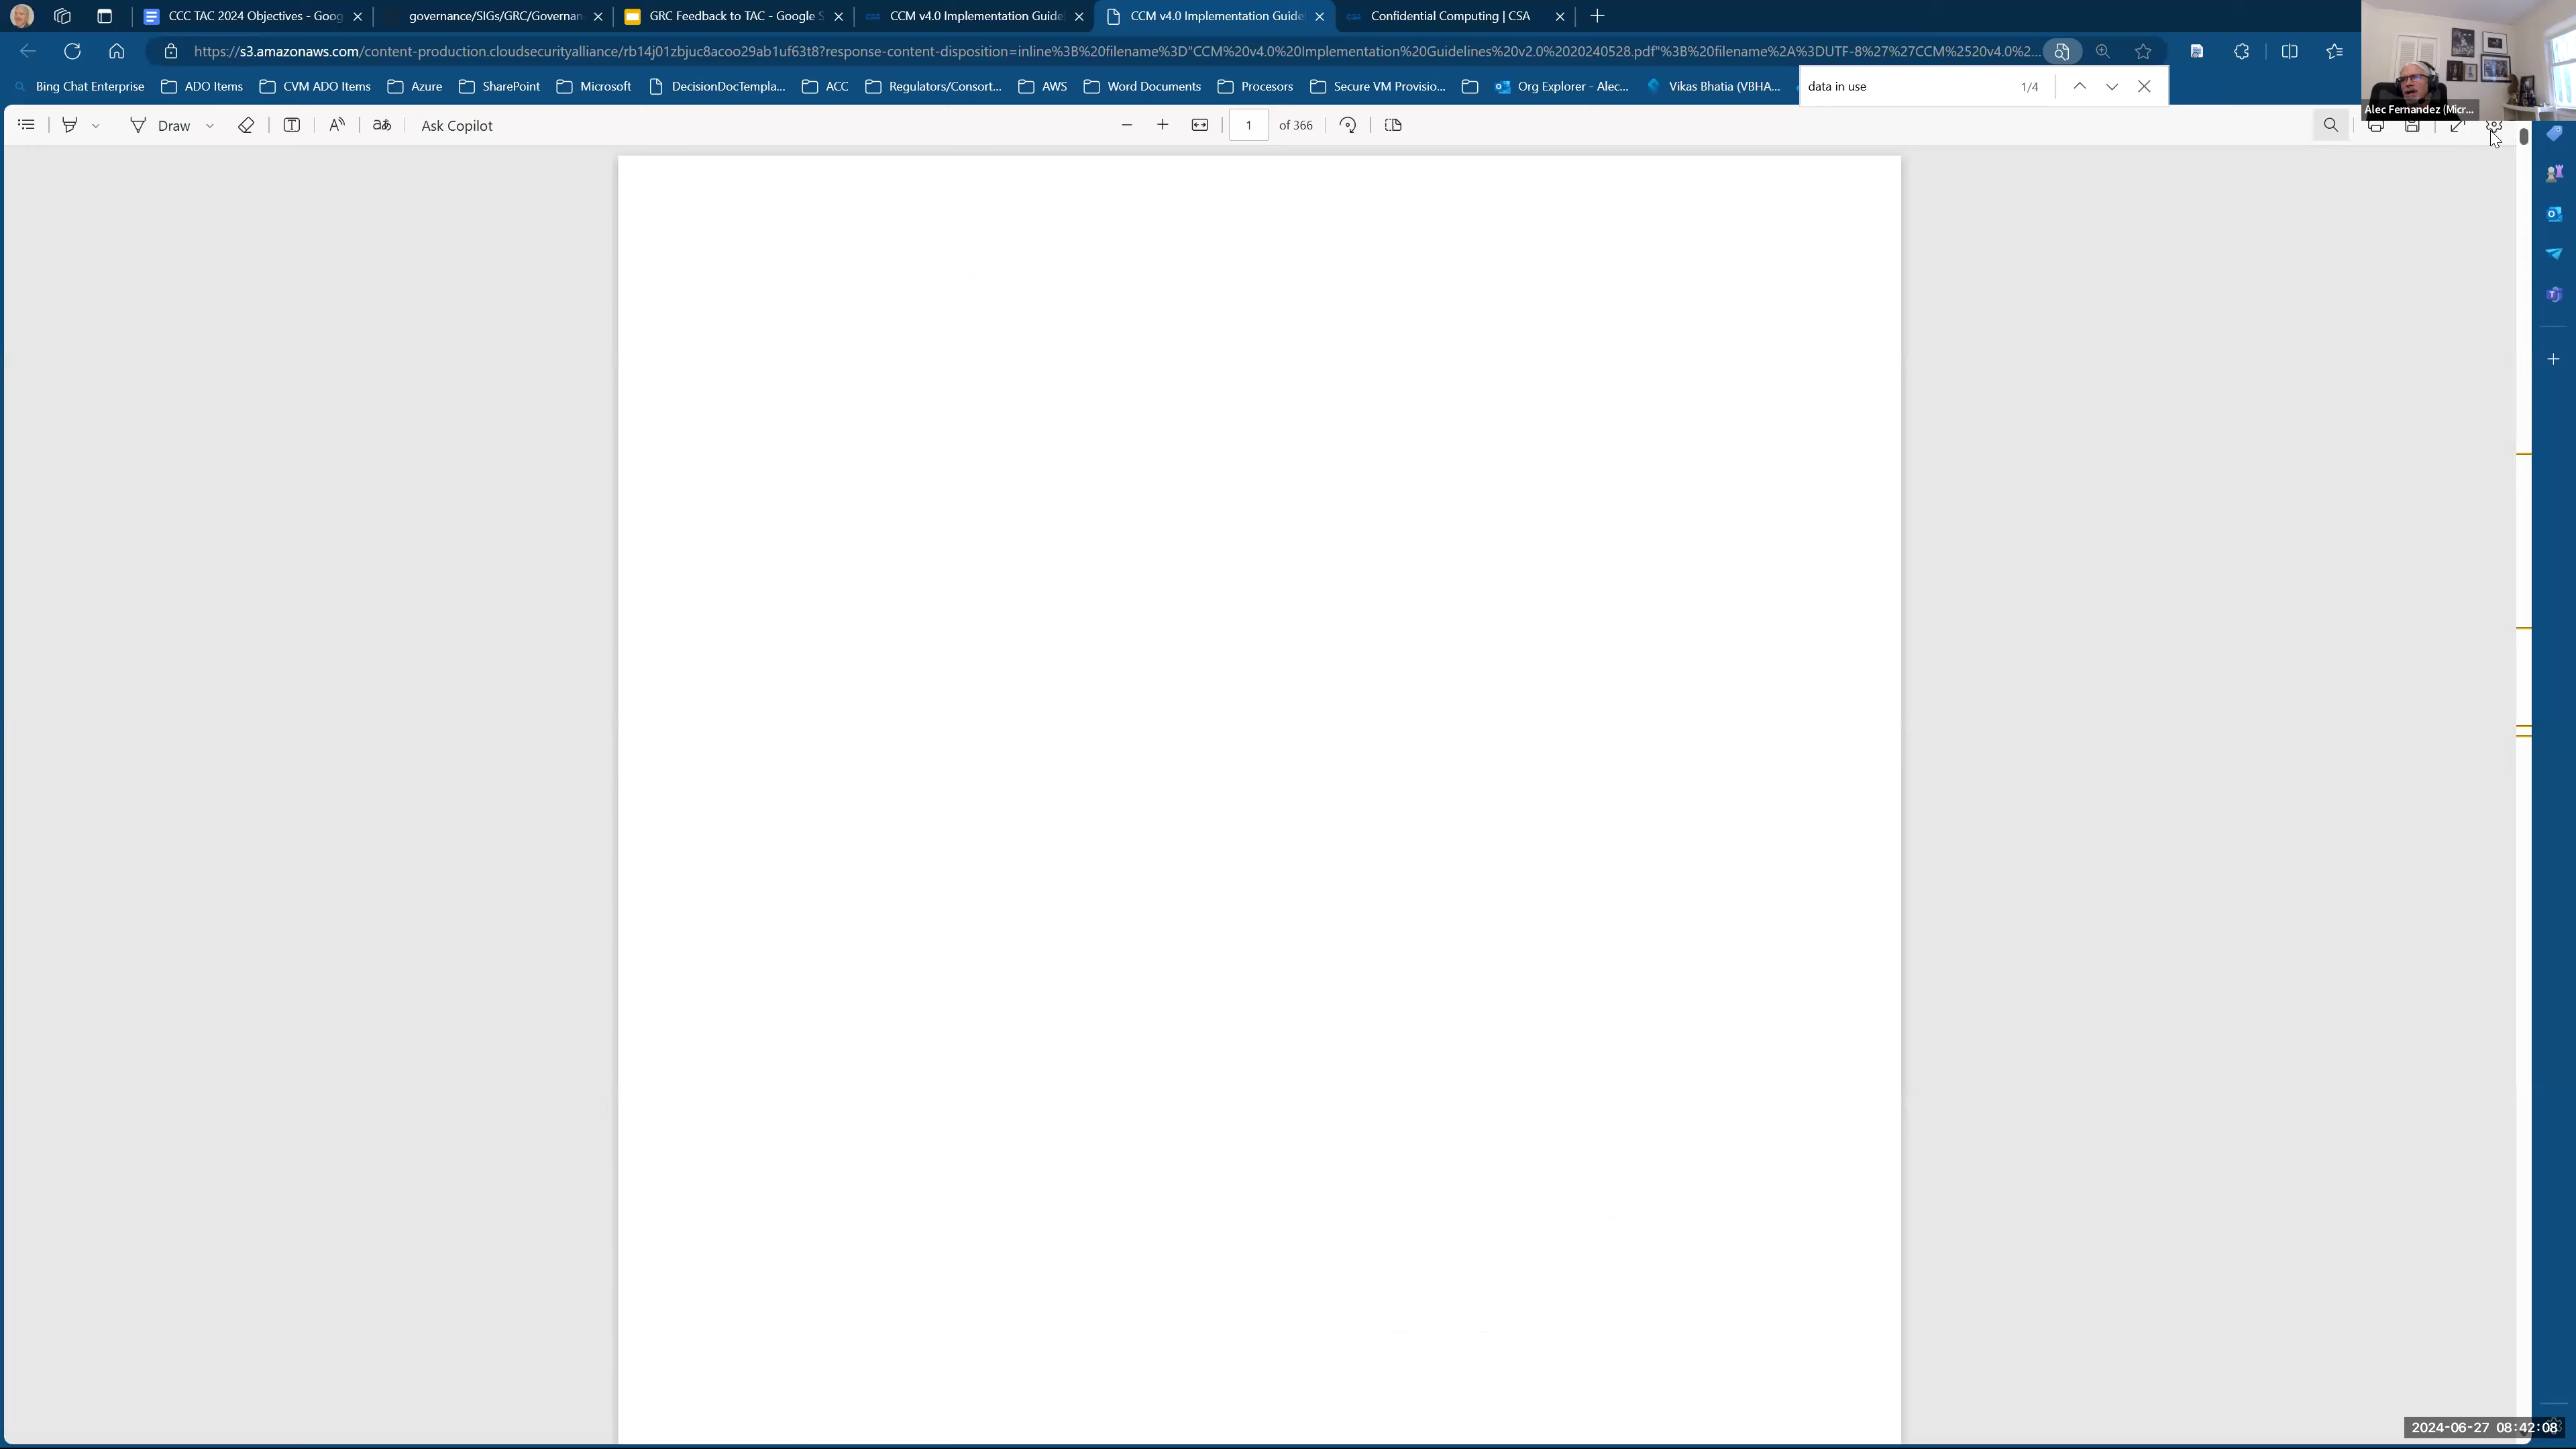 CCC TAC 2024 Objectives - Goog
governance/SIGs/GRC/Governan
GRC Feedback to TAC - Google S
CCM v4.0 Implementation Guide
CCM v4.0 Implementation Guide
Confidential Computing | CSA
https://s3.amazonaws.com/content-production.cloudsecurityalliance/rb14j01zbjuc8acoo29ab1uf63t8?response-content-disposition=inline%3B%20filename%3D"CCM%20v4.0%20Implementation%20Guidelines%20v2.0%2020240528.pdf"%3B%20filename%2A%3DUTF-8%27%27CCM%2520v4.0%2...
Bing Chat Enterprise
ADO Items
CVM ADO Items
Azure
SharePoint
Microsoft
DecisionDocTempla...
ACC
Regulators/Consort...
AWS
Word Documents
Procesors
Secure VM Provisio...
Org Explorer - Alec...
Vikas Bhatia (VBHA...
data in use
1/4
Alec Fernandez (Micr...
Draw
aあ
Ask Copilot
1
of 366
2024-06-27 08:42:08